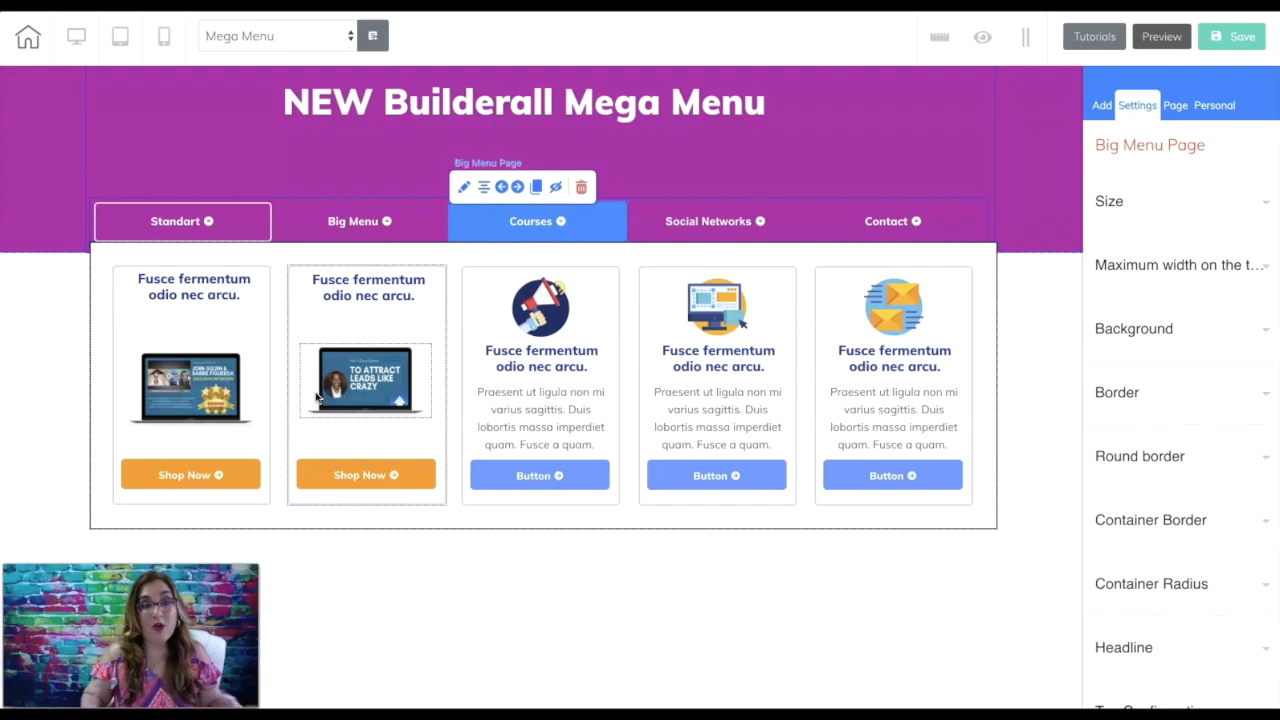 Mega Menu
Tutorials
Preview
Save
NEW Builderall Mega Menu
Add
Settings
Page
Personal
Big Menu Page
Big Menu Page
Standart
Big Menu
Courses
Social Networks
Contact
Size
Maximum width on the t...
Background
Border
Round border
Container Border
Container Radius
Headline
Fusce fermentum
odio nec arcu.
Shop Now
Fusce fermentum
odio nec arcu.
TO ATTRACT
LEADS LIKE
CRAZY
Shop Now
Fusce fermentum
odio nec arcu.
Praesent ut ligula non mi
varius sagittis. Duis
lobortis massa imperdiet
quam. Fusce a quam.
Button
Fusce fermentum
odio nec arcu.
Praesent ut ligula non mi
varius sagittis. Duis
lobortis massa imperdiet
quam. Fusce a quam.
Button
Fusce fermentum
odio nec arcu.
Praesent ut ligula non mi
varius sagittis. Duis
lobortis massa imperdiet
quam. Fusce a quam.
Button